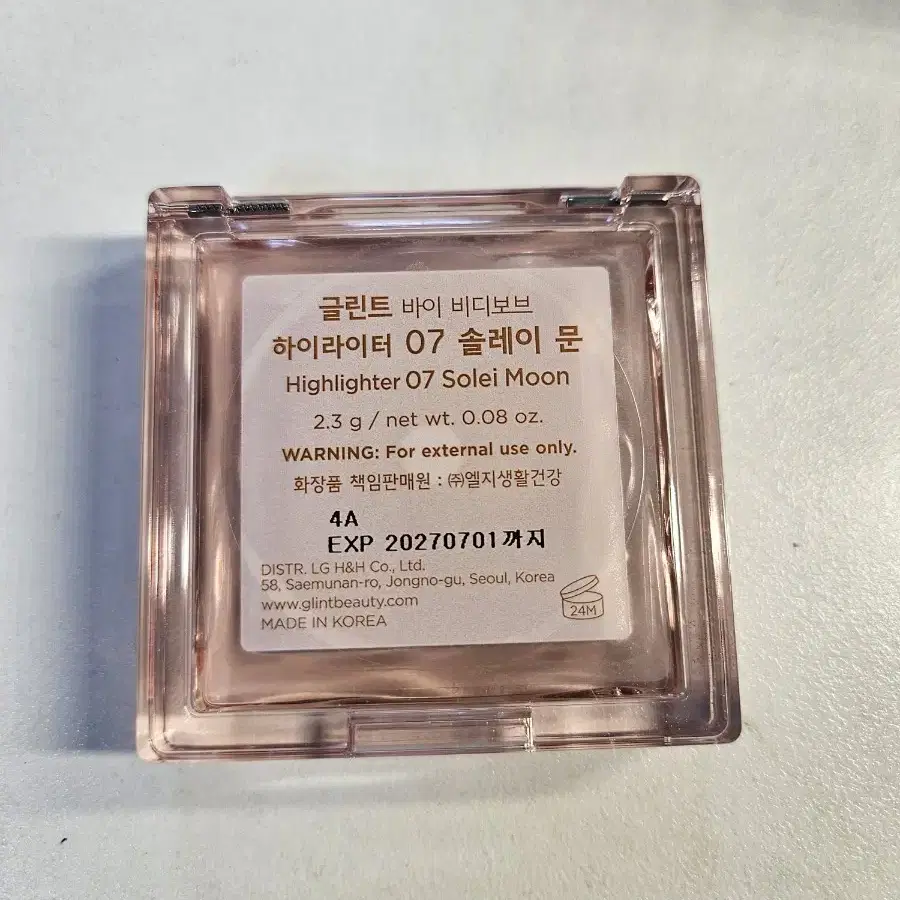 글린트 바이 비디보브
하이라이터 07 솔레이 문
Highlighter 07 Solei Moon
2.3 g / net wt. 0.08 oz.
WARNING: For external use only.
화장품 책임판매원 : ㈜엘지생활건강
4A
EXP 20270701까지
DISTR. LG H&H Co., Ltd.
58, Saemunan-ro, Jongno-gu, Seoul, Korea
www.glintbeauty.com
MADE IN KOREA
24M